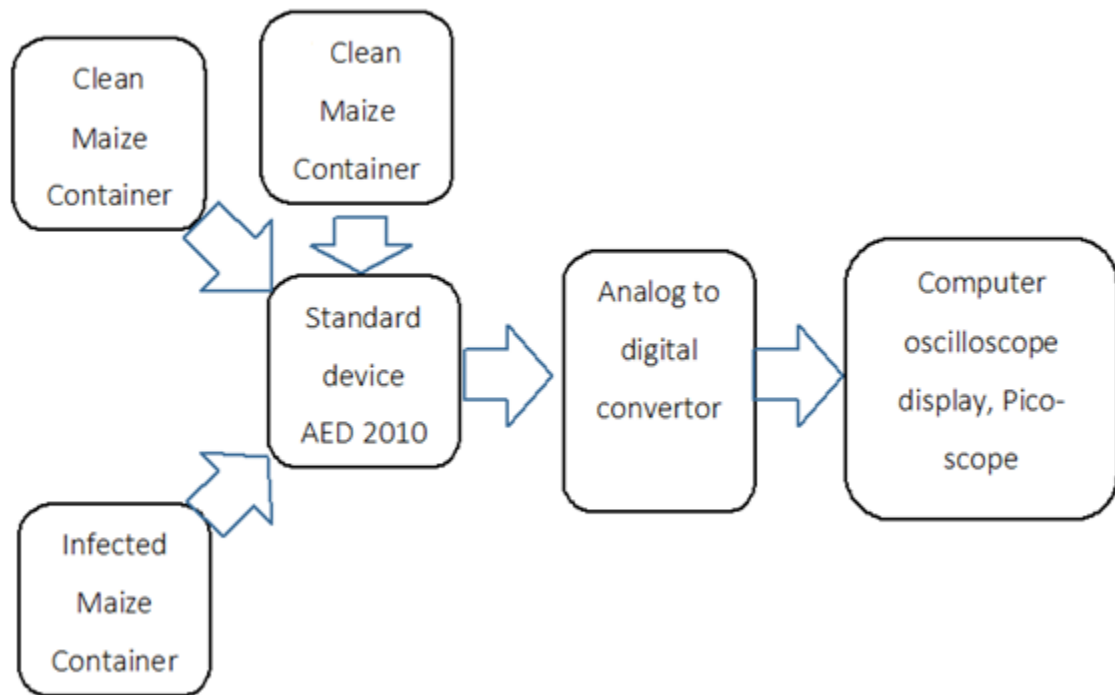 Clean
Maize
Container
Clean
Maize
Container
Standard
device
AED 2010
Analog to
digital
convertor
Computer
oscilloscope
display, Pico-
scope
Infected
Maize
Container